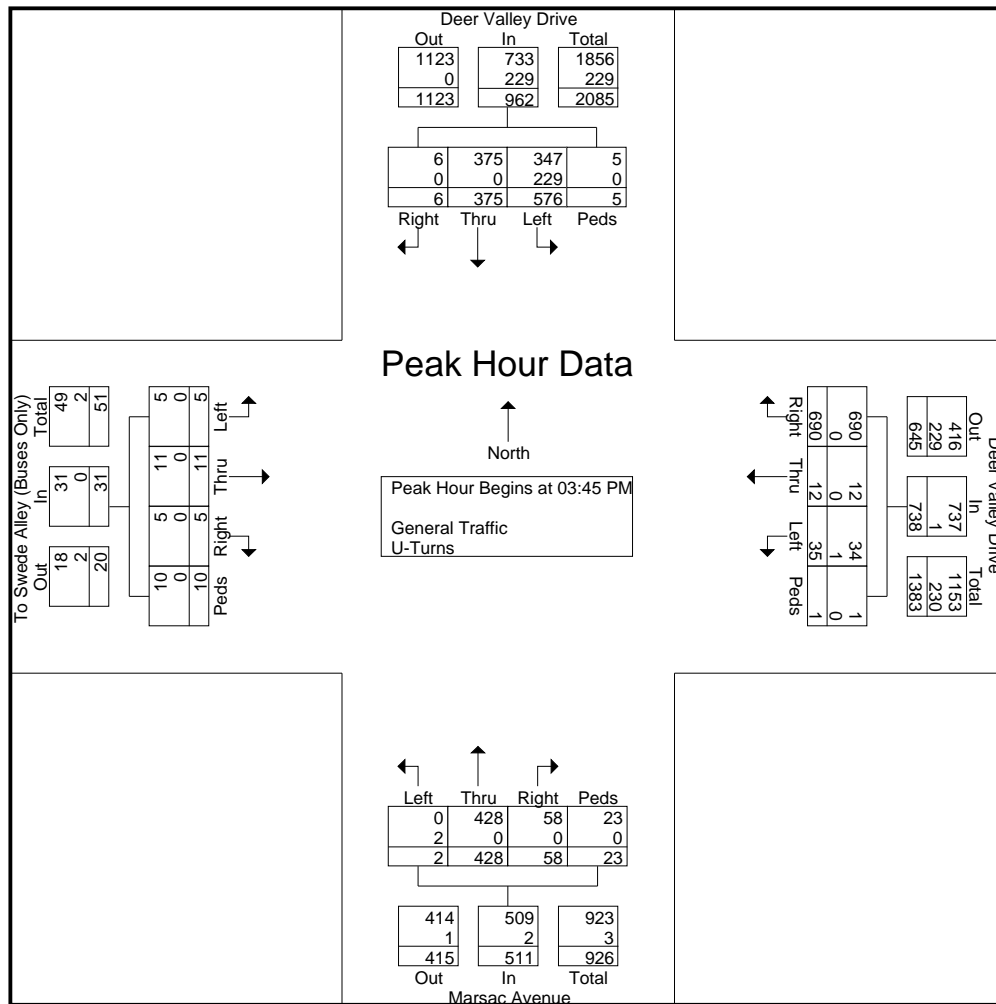 Deer Valley Drive
Out In Total
1123 733 1856
0 229 229
1123 962 2085
6 375 347 5
0 0 229 0
6 375 576 5
Right Thru Left Peds
Peak Hour Data
North
Peak Hour Begins at 03:45 PM
General Traffic
U-Turns
To Swede Alley (Buses Only)
Out In Total
18 31 49
2 0 2
20 31 51
10 5 11 5
0 0 0 0
10 5 11 5
Peds Right Thru Left
Deer Valley Drive
Out In Total
416 737 1153
229 1 230
645 738 1383
690 12 34 1
0 0 1 0
690 12 35 1
Right Thru Left Peds
Left Thru Right Peds
0 428 58 23
2 0 0 0
2 428 58 23
414 509 923
1 2 3
415 511 926
Out In Total
Marsac Avenue